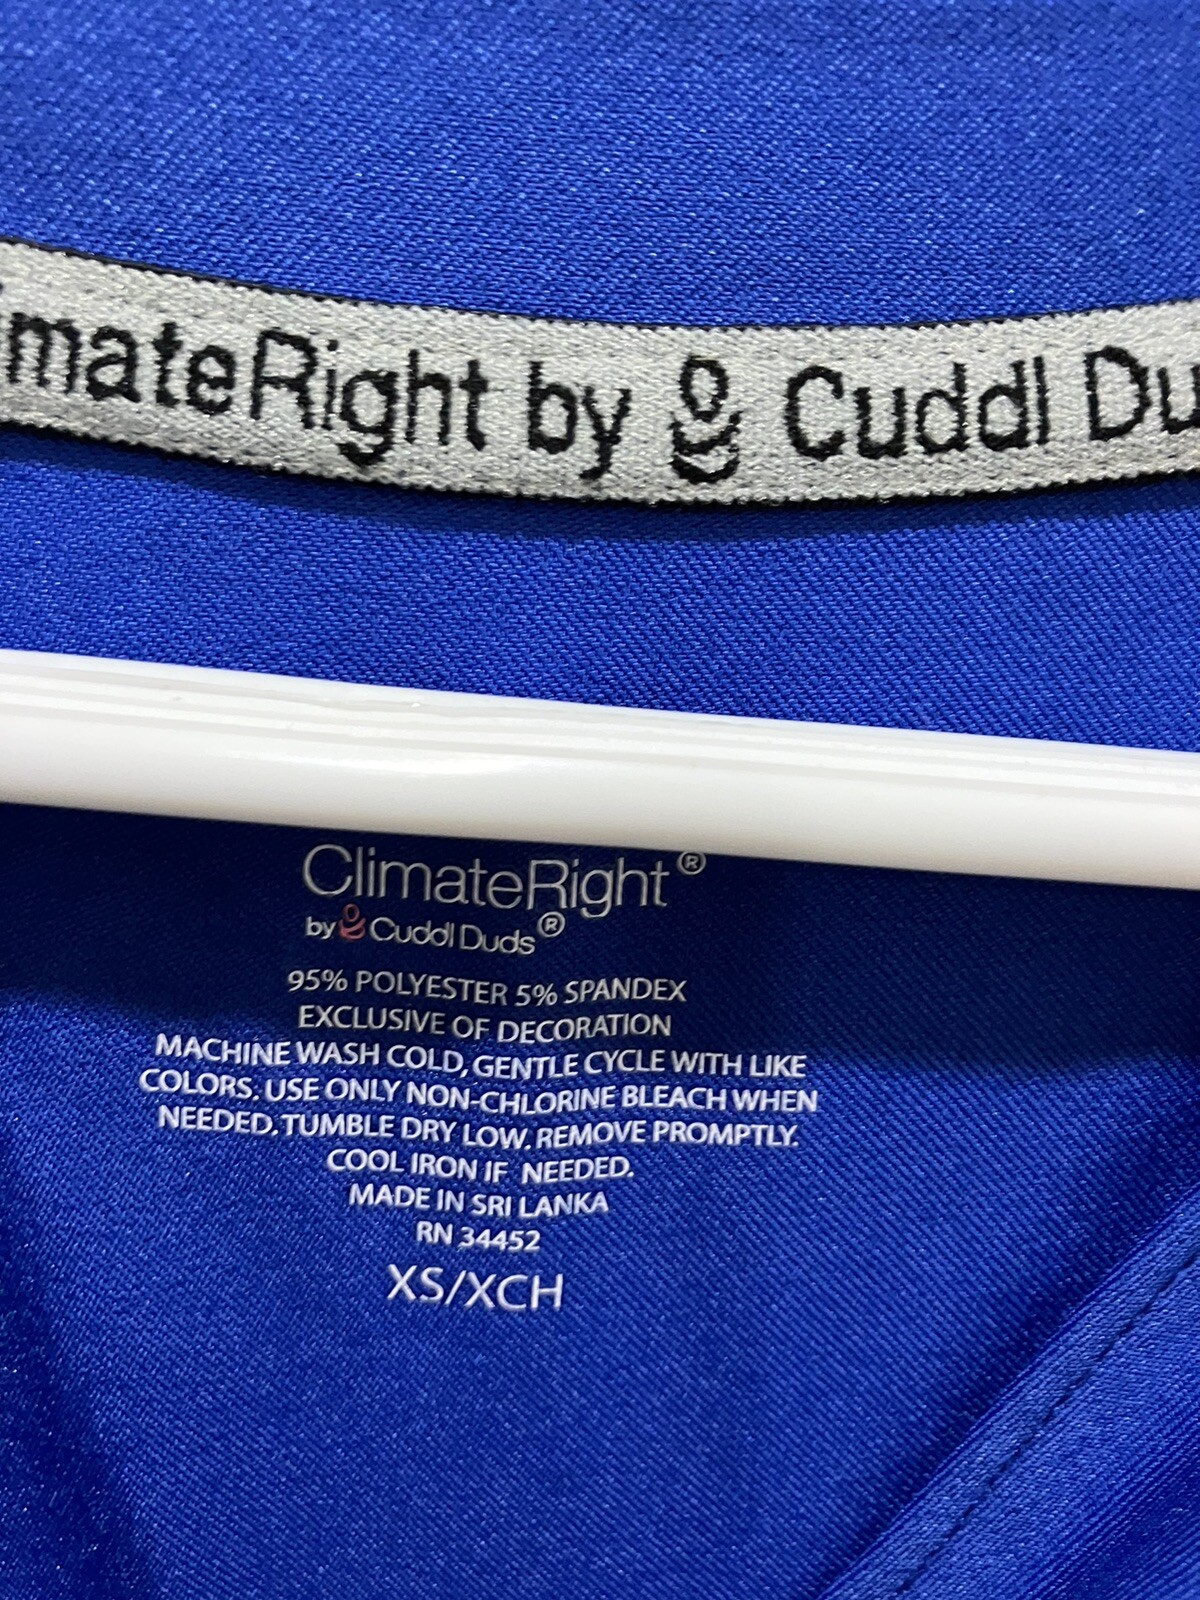 imateRight by Cuddl Du
ClimateRight®
by Cuddl Duds®
95% POLYESTER 5% SPANDEX
EXCLUSIVE OF DECORATION
MACHINE WASH COLD, GENTLE CYCLE WITH LIKE
COLORS. USE ONLY NON-CHLORINE BLEACH WHEN
NEEDED. TUMBLE DRY LOW. REMOVE PROMPTLY.
COOL IRON IF NEEDED.
MADE IN SRI LANKA
RN 34452
XS/XCH